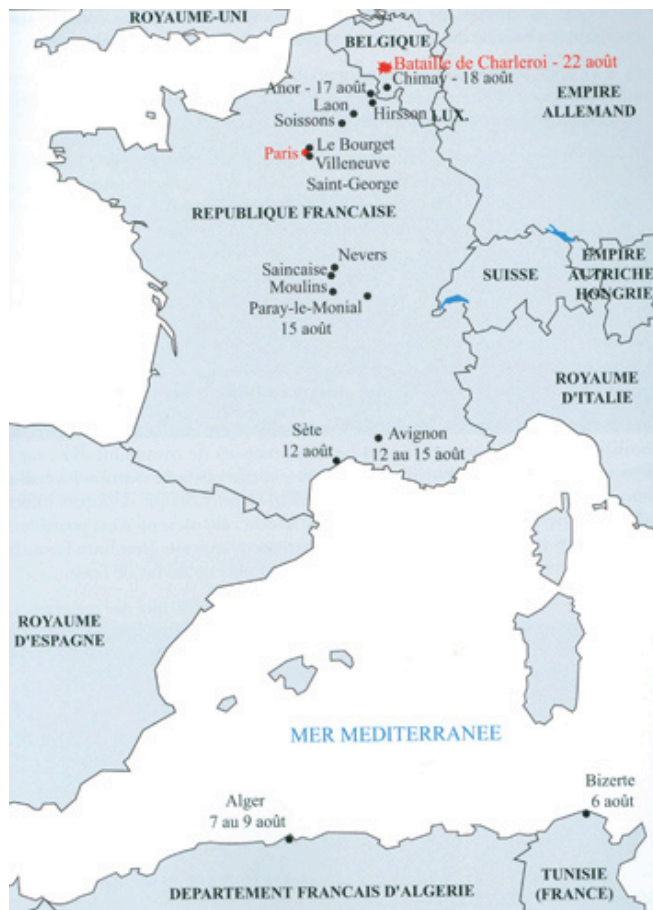 ROYAUME-UNI
BELGIQUE
Bataille de Charleroi - 22 août
Chimay - 18 août
Anor - 17 août
EMPIRE
ALLEMAND
Laon
Hirsson
LUX.
Soissons
Le Bourget
Paris
Villeneuve
Saint-George
REPUBLIQUE FRANCAISE
Nevers
Saincaise
Moulins
Paray-le-Monial
15 août
SUISSE
EMPIRE
AUTRICHE
HONGRIE
ROYAUME
D'ITALIE
Sète
12 août
Avignon
12 au 15 août
ROYAUME
D'ESPAGNE
MER MEDITERRANEE
Bizerte
6 août
Alger
7 au 9 août
DEPARTMENT FRANCAIS D'ALGERIE
TUNISIE
(FRANCE)